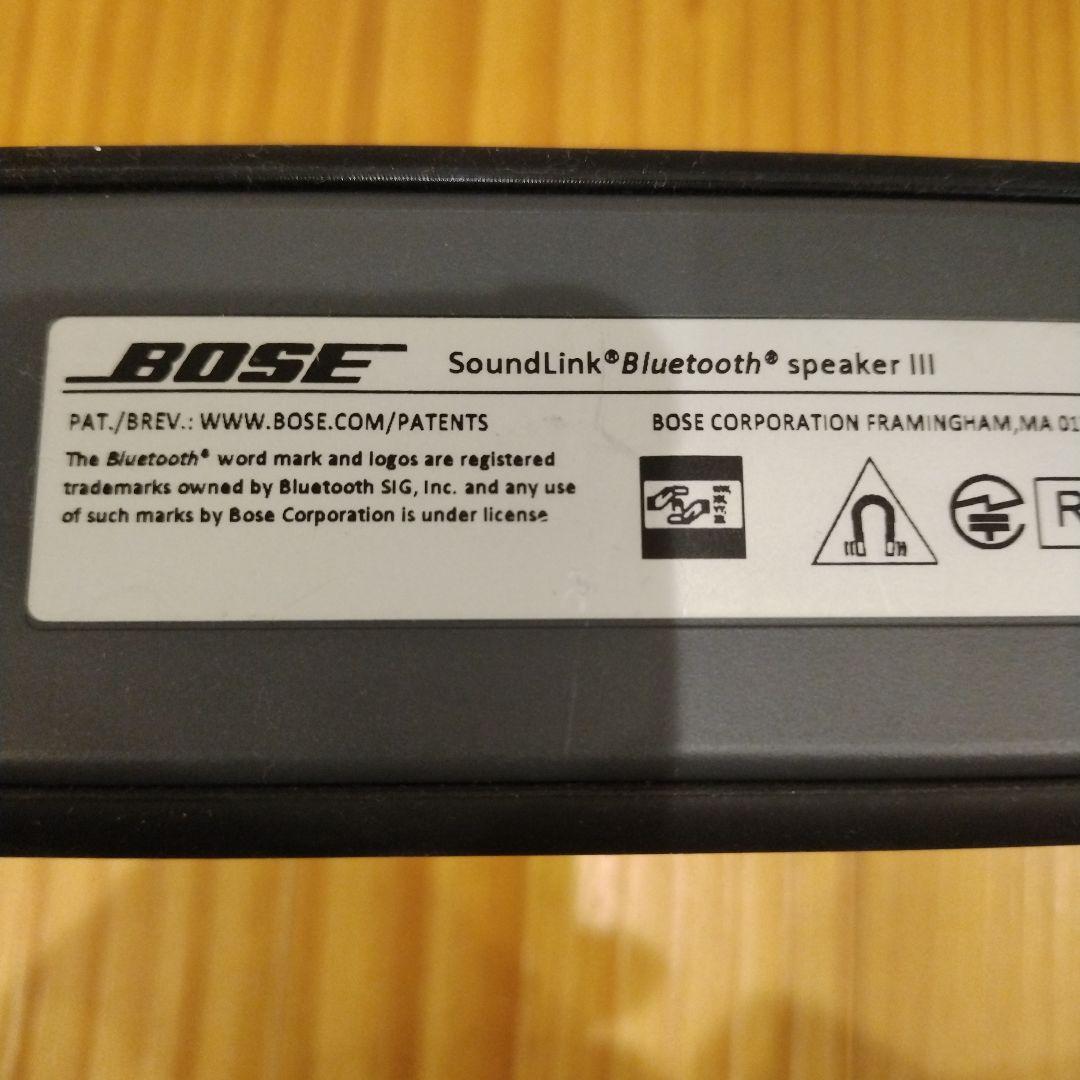 BOSE SoundLink® Bluetooth® speaker III
PAT./BREV.: WWW.BOSE.COM/PATENTS
BOSE CORPORATION FRAMINGHAM,MA 01
The Bluetooth® word mark and logos are registered
trademarks owned by Bluetooth SIG, Inc. and any use
of such marks by Bose Corporation is under license
R